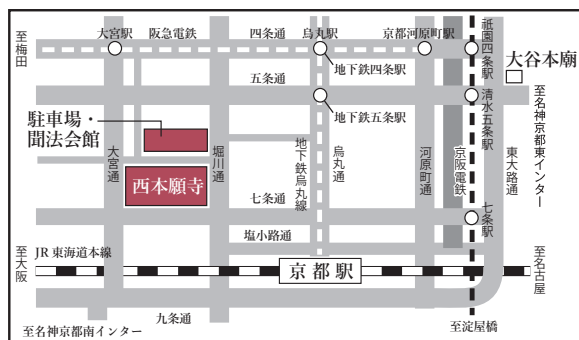 至梅田
大宮駅
阪急電鉄
四条通
烏丸駅
京都河原町駅
祇園四条駅
地下鉄四条駅
大谷本廟
五条通
地下鉄五条駅
清水五条駅
至名神京都東インター
駐車場・
聞法会館
大宮通
西本願寺
堀川通
地下鉄烏丸線
烏丸通
河原町通
京阪電鉄
東大路通
七条通
七条駅
塩小路通
至大阪
JR東海道本線
京都駅
至名古屋
九条通
至名神京都南インター
至淀屋橋